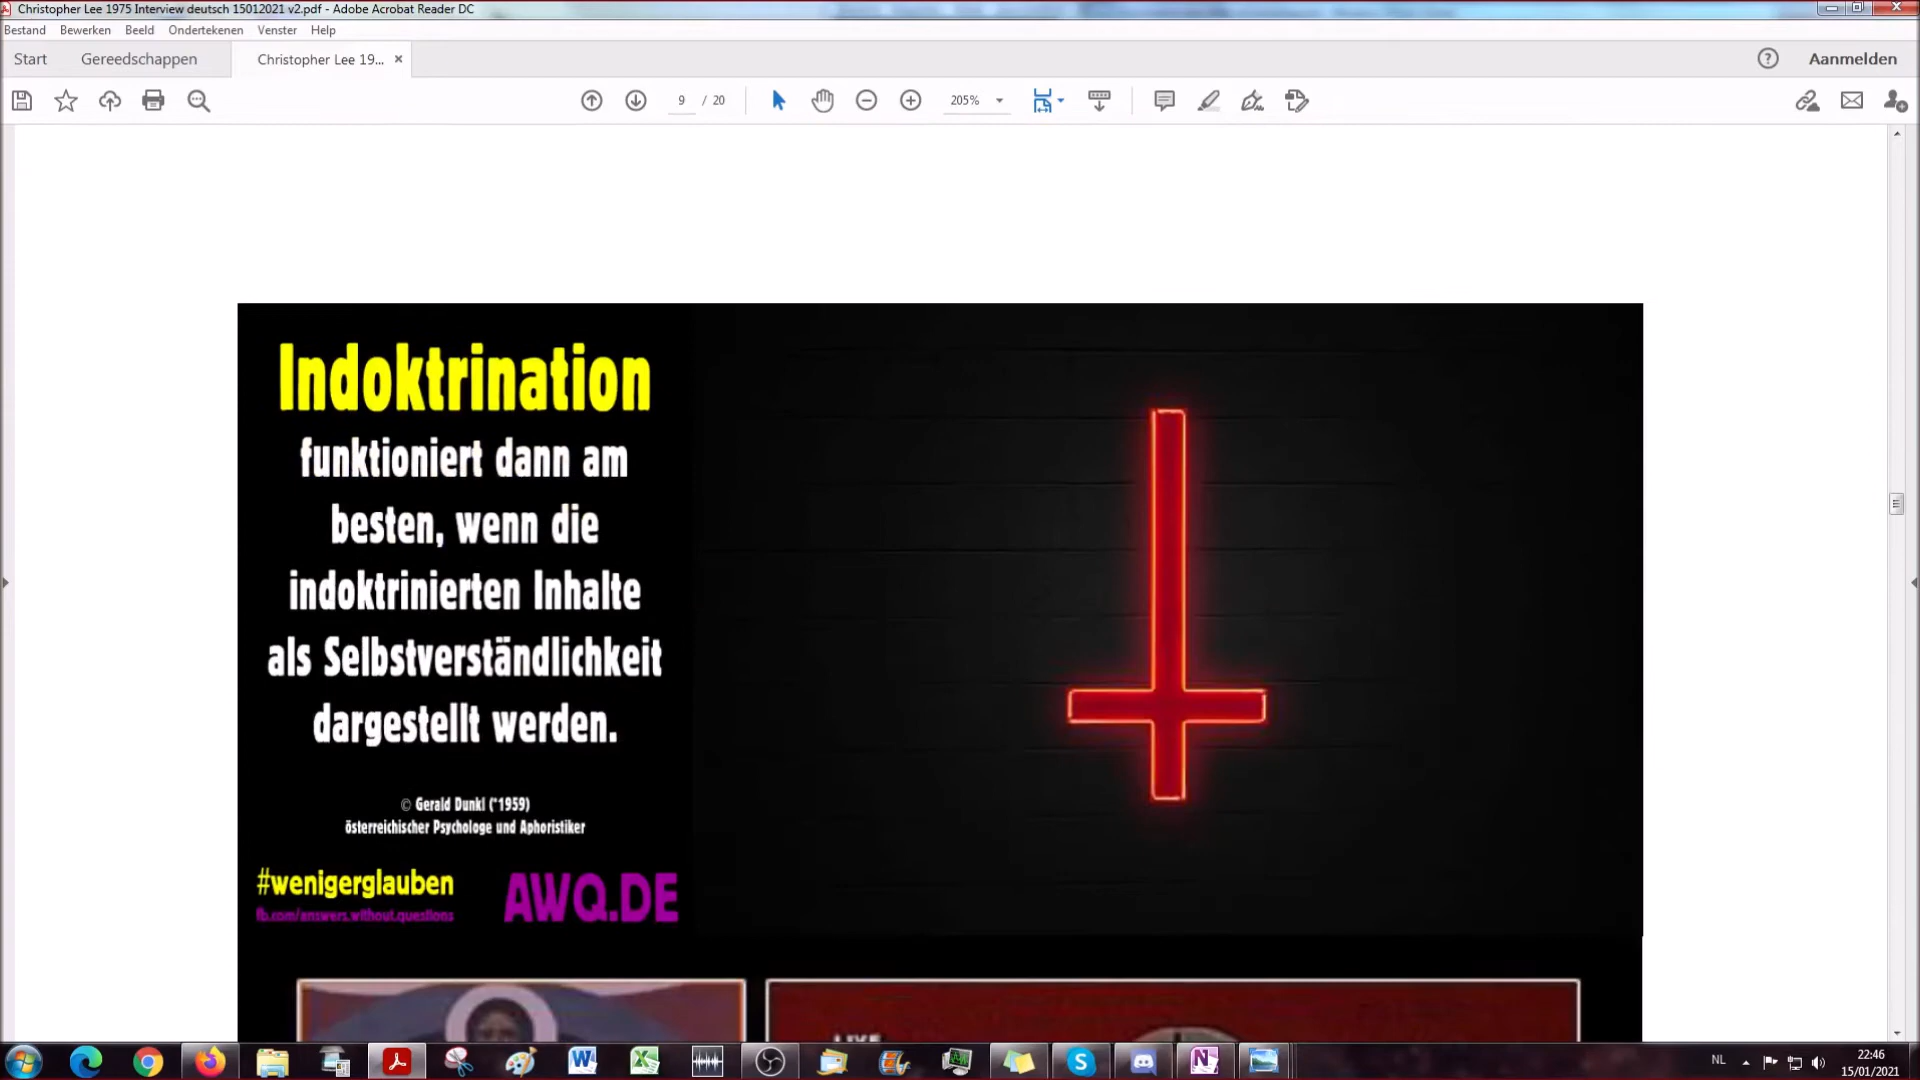 Christopher Lee 1975 Interview deutsch 15012021 v2.pdf - Adobe Acrobat Reader DC
Bestand Bewerken Beeld Ondertekenen Venster Help
Start Gereedschappen Christopher Lee 19... Aanmelden
9 / 20 205%
Indoktrination
funktioniert dann am
besten, wenn die
indoktrinierten Inhalte
als Selbstverständlichkeit
dargestellt werden.
© Gerald Dunkl (*1959)
österreichischer Psychologe und Aphoristiker
#wenigerglauben
fb.com/answers.without.questions
AWQ.DE
LIVE
NL
22:46
15/01/2021